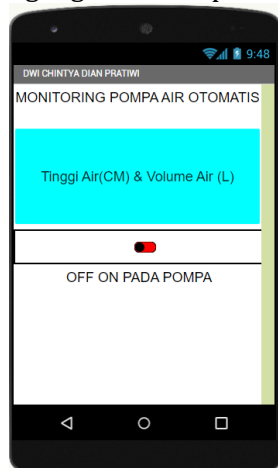 9:48
DWI CHINTYA DIAN PRATIWI
MONITORING POMPA AIR OTOMATIS
Tinggi Air(CM) & Volume Air (L)
OFF ON PADA POMPA